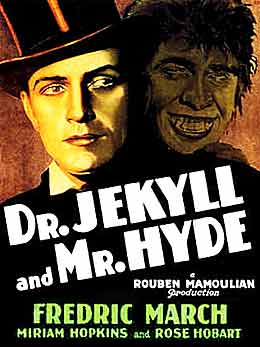 DR. JEKYLL
and MR. HYDE
a
ROUBEN MAMOULIAN
Production
FREDRIC MARCH
MIRIAM HOPKINS and ROSE HOBART